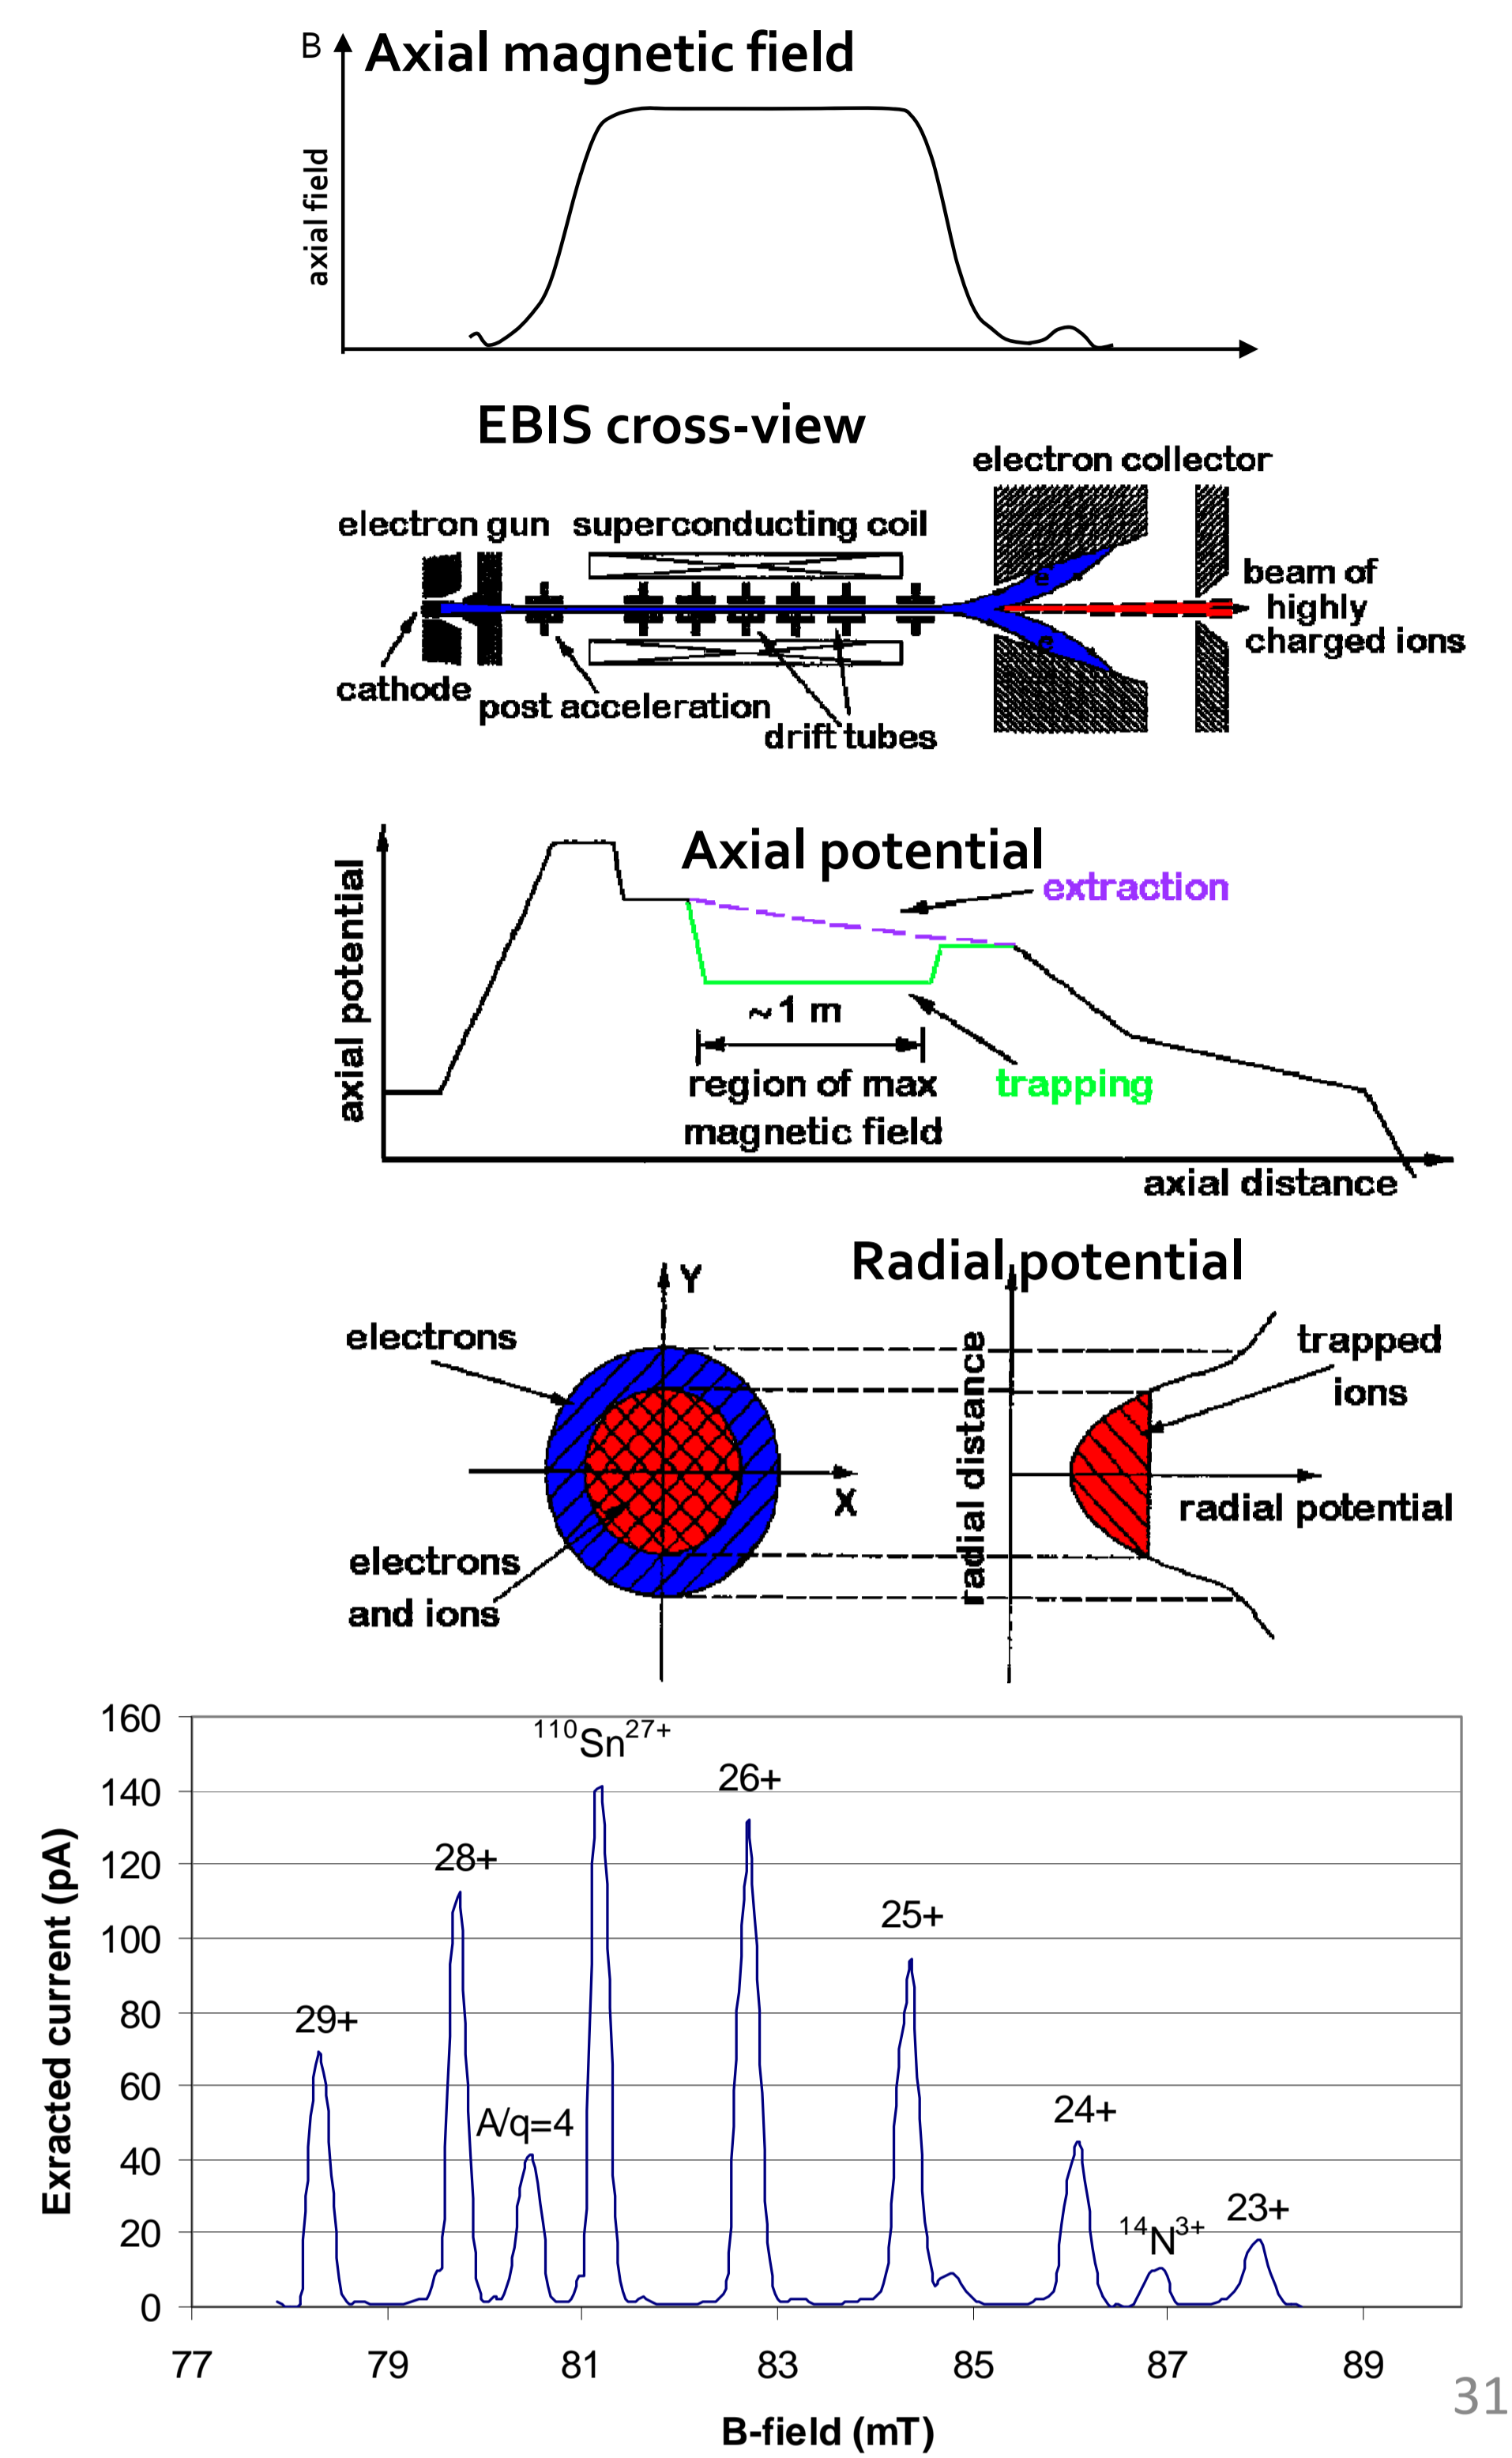 B
Axial magnetic field
axial field
EBIS cross-view
electron collector
electron gun
superconducting coil
e
e
beam of
highly
charged ions
cathode
post acceleration
drift tubes
Axial potential
extraction
axial potential
~1 m
region of max
magnetic field
trapping
axial distance
Radial potential
Y
electrons
trapped
ions
radial distance
X
radial potential
electrons
and ions
160
140
120
100
80
60
40
20
0
Exracted current (pA)
29+
28+
A/q=4
110Sn27+
26+
25+
24+
14N3+
23+
77
79
81
83
85
87
89
B-field (mT)
31